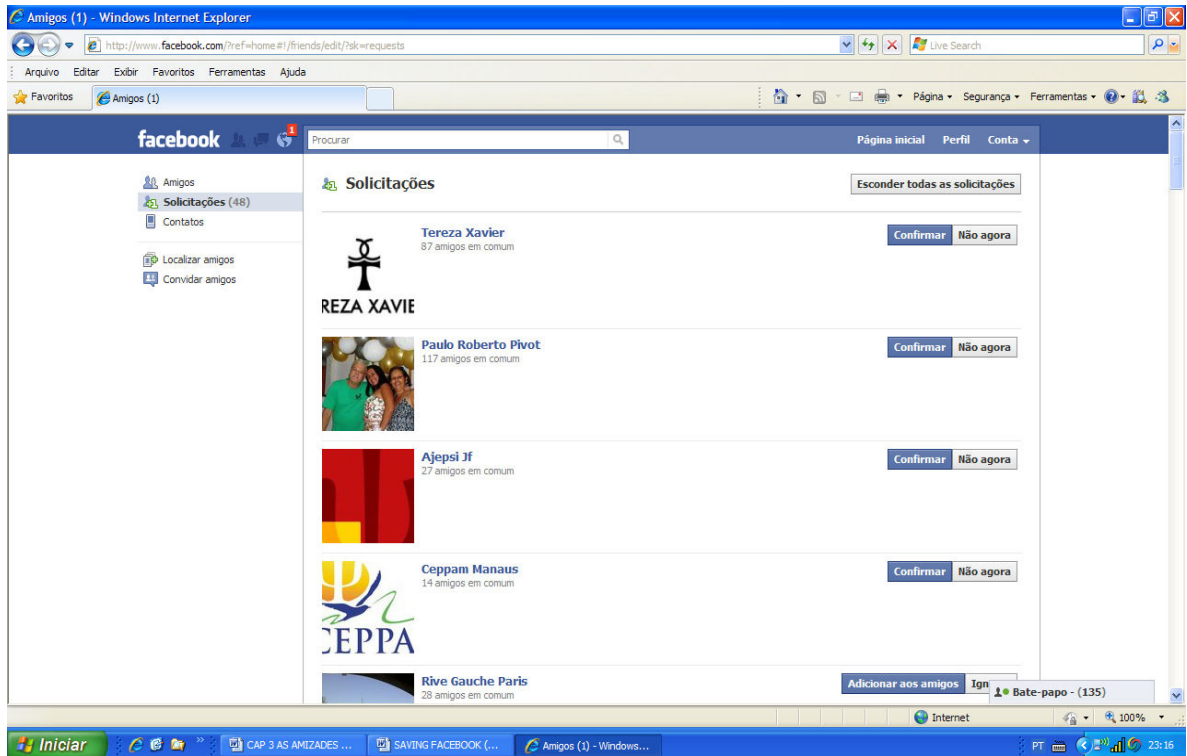 Amigos (1) - Windows Internet Explorer
http://www.facebook.com/?ref=home#!/friends/edit/?sk=requests
Live Search
Arquivo Editar Exibir Favoritos Ferramentas Ajuda
Favoritos Amigos (1) Página Segurança Ferramentas
facebook 1 Procurar Página inicial Perfil Conta
Amigos
Solicitações (48)
Contatos
Localizar amigos
Convidar amigos
Solicitações Esconder todas as solicitações
Tereza Xavier Confirmar Não agora
87 amigos em comum
REZA XAVIE
Paulo Roberto Pivot Confirmar Não agora
117 amigos em comum
Ajepsi Jf Confirmar Não agora
27 amigos em comum
Ceppam Manaus Confirmar Não agora
14 amigos em comum
CEPPA
Rive Gauche Paris Adicionar aos amigos Ign
28 amigos em comum
Bate-papo - (135)
Internet 100%
Iniciar CAP 3 AS AMIZADES ... SAVING FACEBOOK (... Amigos (1) - Windows... PT 23:16